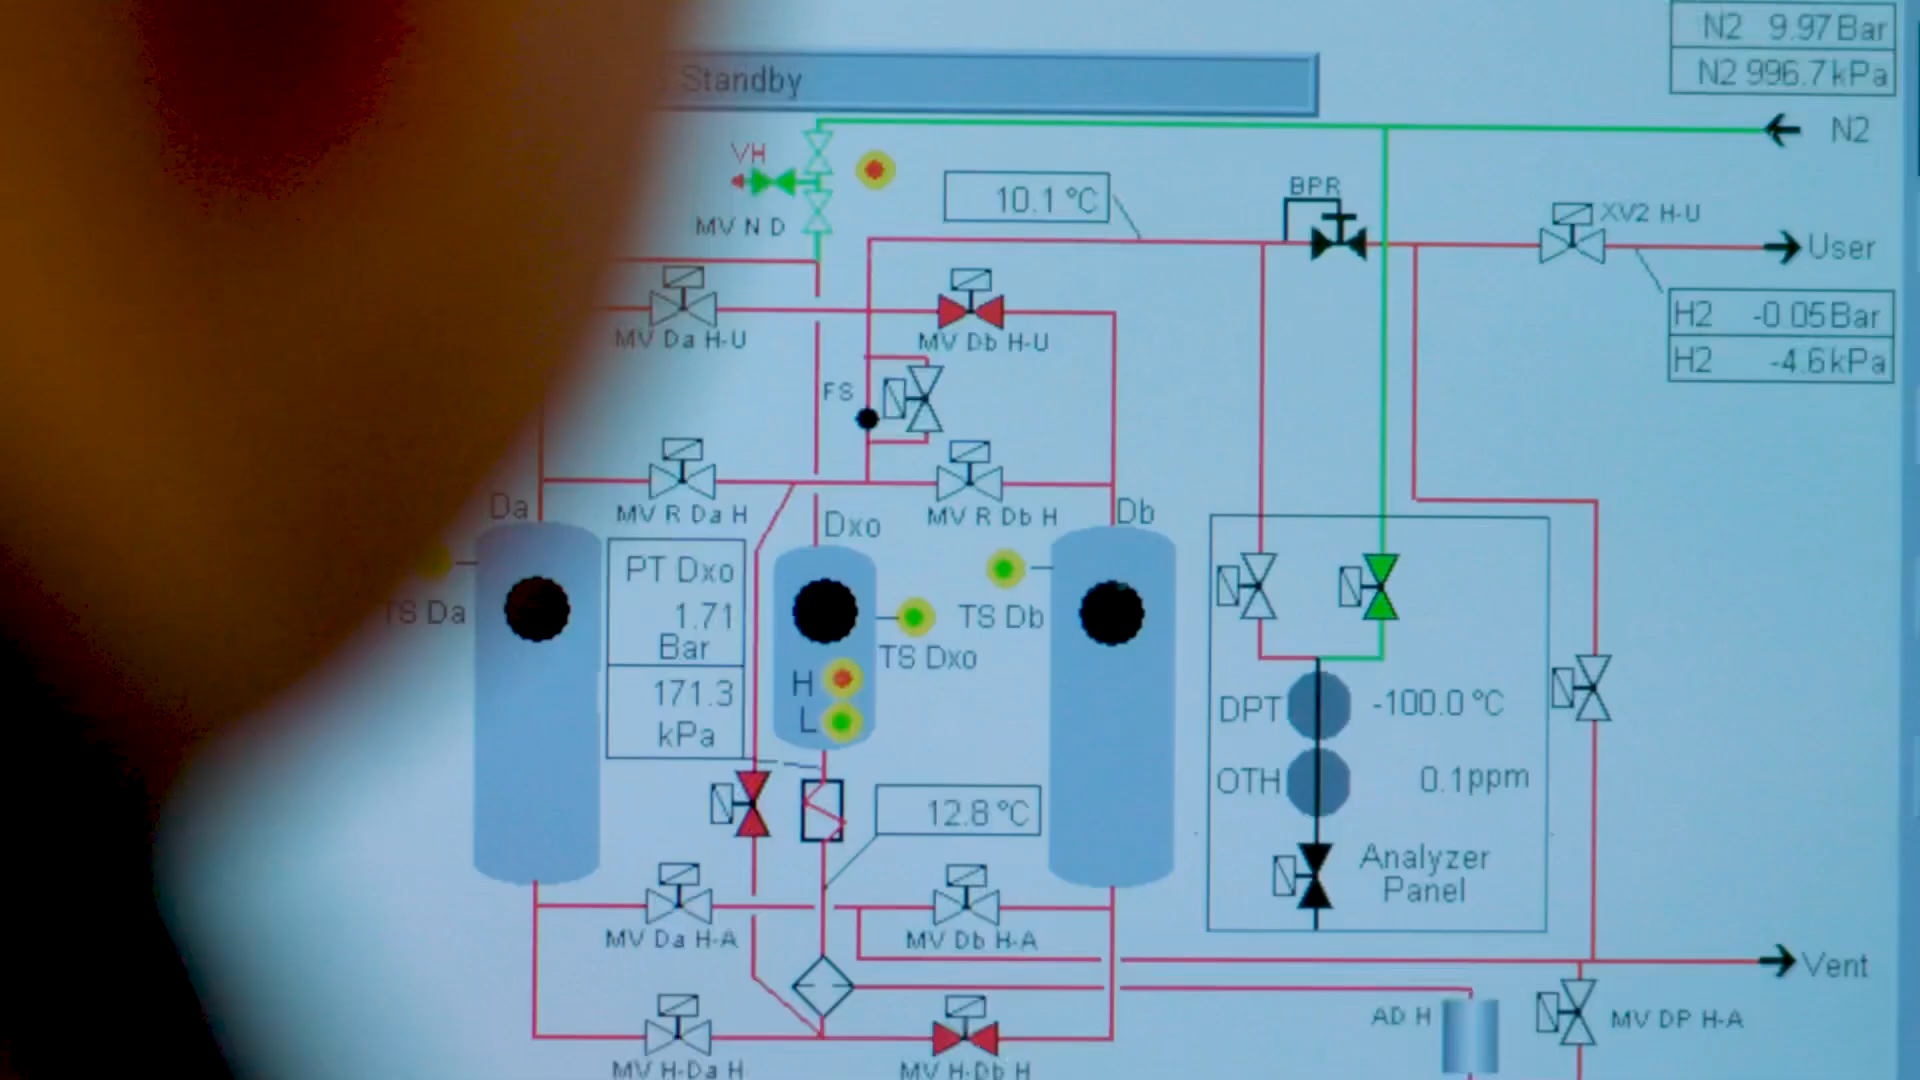 N2 9.97 Bar
N2 996.7 kPa
Standby
N2
VH
BPR
XV2 H-U
10.1 °C
MV N D
User
H2 -0.05 Bar
H2 -4.6 kPa
MV Da H-U
MV Db H-U
FS
Da
MV R Da H
Dxo
MV R Db H
Db
PT Dxo
1.71
Bar
171.3
kPa
TS Da
TS Db
TS Dxo
H
L
DPT -100.0 °C
OTH 0.1ppm
12.8 °C
Analyzer
Panel
MV Da H-A
MV Db H-A
Vent
AD H
MV DP H-A
MV H-Da H
MV H-Db H